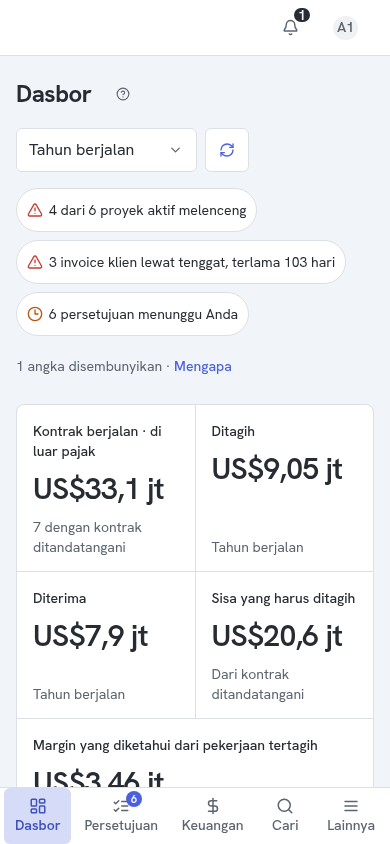 1
A1
Dasbor
Tahun berjalan
4 dari 6 proyek aktif melenceng
3 invoice klien lewat tenggat, terlama 103 hari
6 persetujuan menunggu Anda
1 angka disembunyikan · Mengapa
Kontrak berjalan · di
luar pajak
US$33,1 jt
7 dengan kontrak
ditandatangani
Ditagih
US$9,05 jt
Tahun berjalan
Diterima
US$7,9 jt
Tahun berjalan
Sisa yang harus ditagih
US$20,6 jt
Dari kontrak
ditandatangani
Margin yang diketahui dari pekerjaan tertagih
US$3,46 jt
6
Dasbor
Persetujuan
Keuangan
Cari
Lainnya